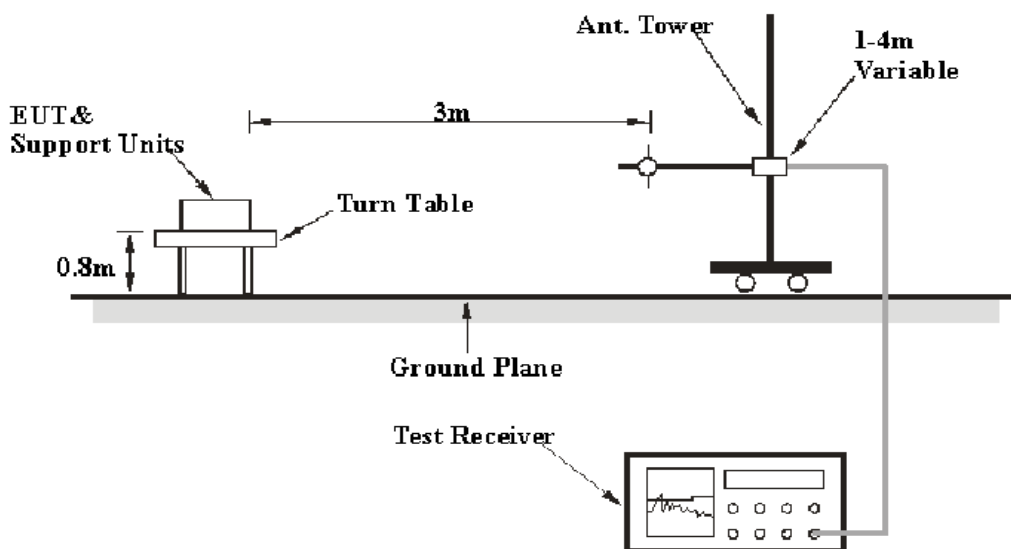 Ant. Tower
1-4m
Variable
EUT&
Support Units
3m
Turn Table
0.8m
Ground Plane
Test Receiver